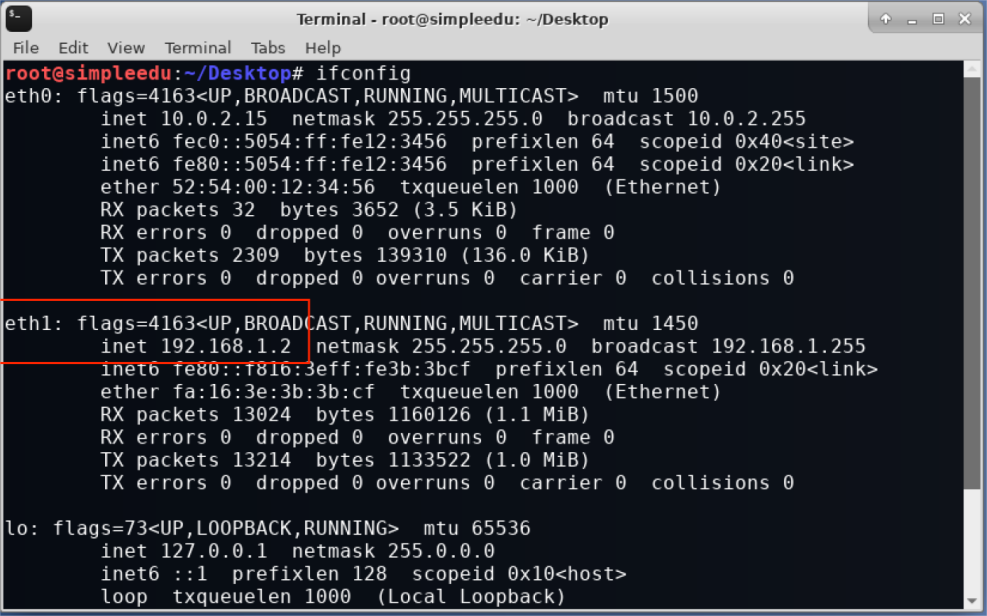 Terminal - root@simpleedu: ~/Desktop
File Edit View Terminal Tabs Help
root@simpleedu:~/Desktop# ifconfig
eth0: flags=4163<UP,BROADCAST,RUNNING,MULTICAST>  mtu 1500
        inet 10.0.2.15  netmask 255.255.255.0  broadcast 10.0.2.255
        inet6 fec0::5054:ff:fe12:3456  prefixlen 64  scopeid 0x40<site>
        inet6 fe80::5054:ff:fe12:3456  prefixlen 64  scopeid 0x20<link>
        ether 52:54:00:12:34:56  txqueuelen 1000  (Ethernet)
        RX packets 32  bytes 3652 (3.5 KiB)
        RX errors 0  dropped 0  overruns 0  frame 0
        TX packets 2309  bytes 139310 (136.0 KiB)
        TX errors 0  dropped 0 overruns 0  carrier 0  collisions 0
eth1: flags=4163<UP,BROADCAST,RUNNING,MULTICAST>  mtu 1450
        inet 192.168.1.2  netmask 255.255.255.0  broadcast 192.168.1.255
        inet6 fe80::f816:3eff:fe3b:3bcf  prefixlen 64  scopeid 0x20<link>
        ether fa:16:3e:3b:3b:cf  txqueuelen 1000  (Ethernet)
        RX packets 13024  bytes 1160126 (1.1 MiB)
        RX errors 0  dropped 0  overruns 0  frame 0
        TX packets 13214  bytes 1133522 (1.0 MiB)
        TX errors 0  dropped 0 overruns 0  carrier 0  collisions 0
lo: flags=73<UP,LOOPBACK,RUNNING>  mtu 65536
        inet 127.0.0.1  netmask 255.0.0.0
        inet6 ::1  prefixlen 128  scopeid 0x10<host>
        loop  txqueuelen 1000  (Local Loopback)